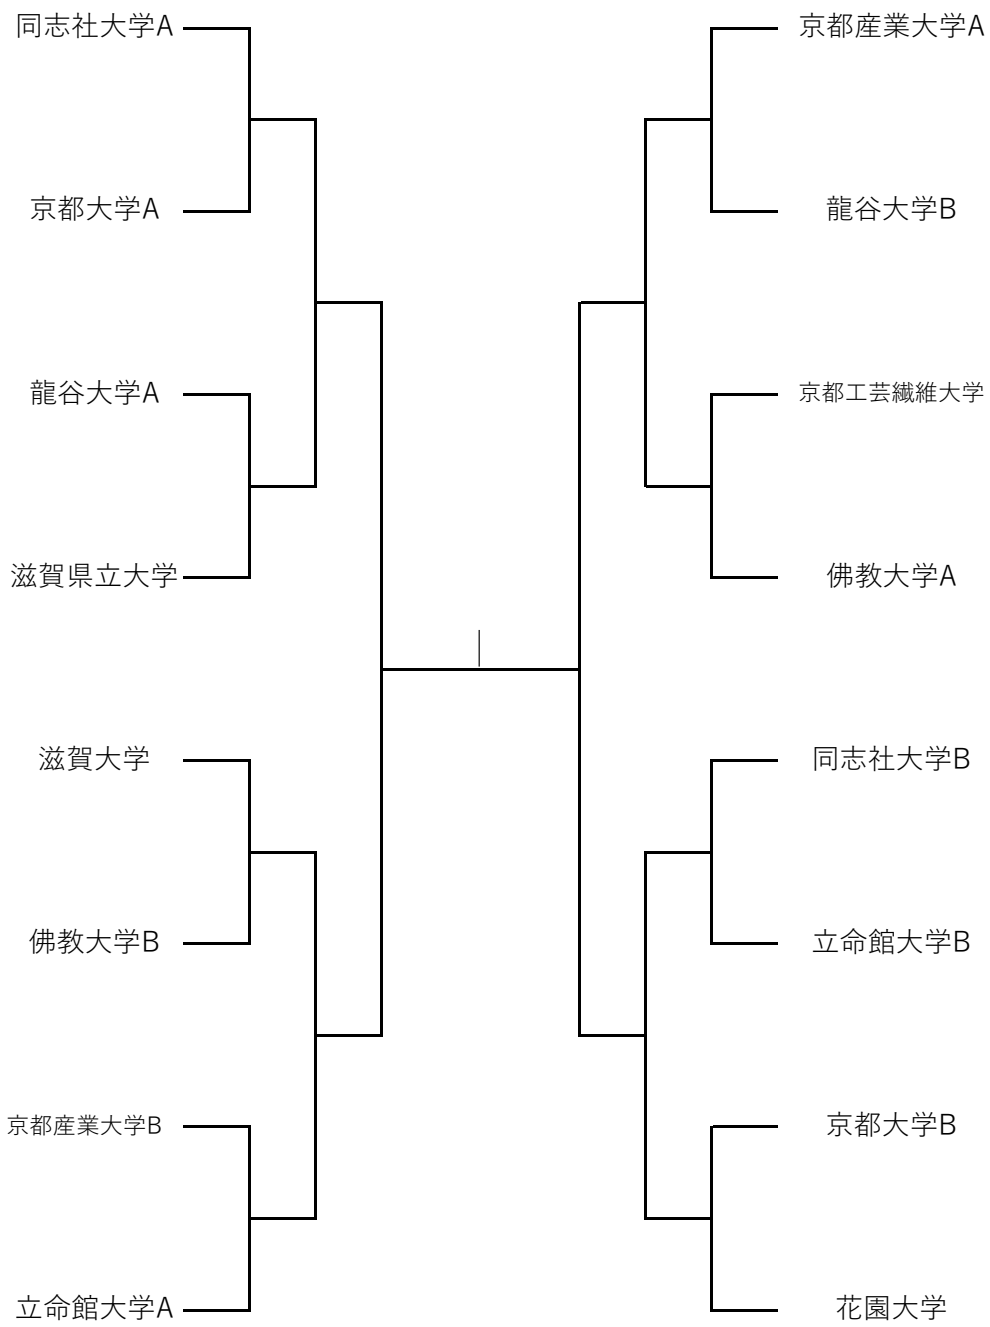 同志社大学A
京都大学A
龍谷大学A
滋賀県立大学
滋賀大学
佛教大学B
京都産業大学B
立命館大学A
京都産業大学A
龍谷大学B
京都工芸繊維大学
佛教大学A
同志社大学B
立命館大学B
京都大学B
花園大学